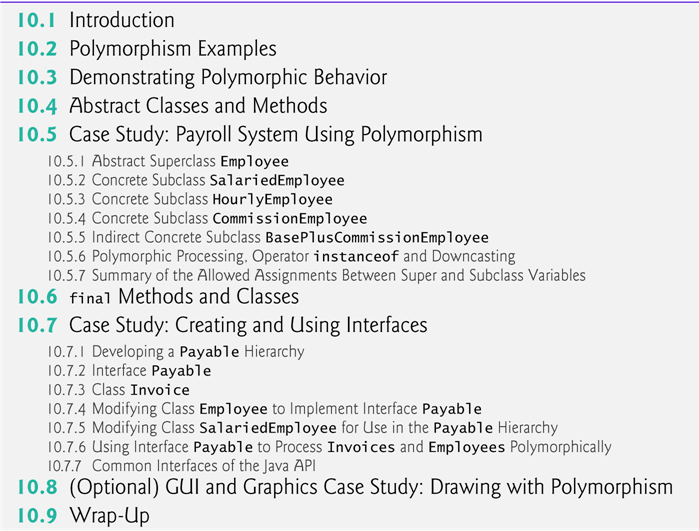 10.1 Introduction
10.2 Polymorphism Examples
10.3 Demonstrating Polymorphic Behavior
10.4 Abstract Classes and Methods
10.5 Case Study: Payroll System Using Polymorphism
10.5.1 Abstract Superclass Employee
10.5.2 Concrete Subclass SalariedEmployee
10.5.3 Concrete Subclass HourlyEmployee
10.5.4 Concrete Subclass CommissionEmployee
10.5.5 Indirect Concrete Subclass BasePlusCommissionEmployee
10.5.6 Polymorphic Processing, Operator instanceof and Downcasting
10.5.7 Summary of the Allowed Assignments Between Super and Subclass Variables
10.6 final Methods and Classes
10.7 Case Study: Creating and Using Interfaces
10.7.1 Developing a Payable Hierarchy
10.7.2 Interface Payable
10.7.3 Class Invoice
10.7.4 Modifying Class Employee to Implement Interface Payable
10.7.5 Modifying Class SalariedEmployee for Use in the Payable Hierarchy
10.7.6 Using Interface Payable to Process Invoices and Employees Polymorphically
10.7.7 Common Interfaces of the Java API
10.8 (Optional) GUI and Graphics Case Study: Drawing with Polymorphism
10.9 Wrap-Up